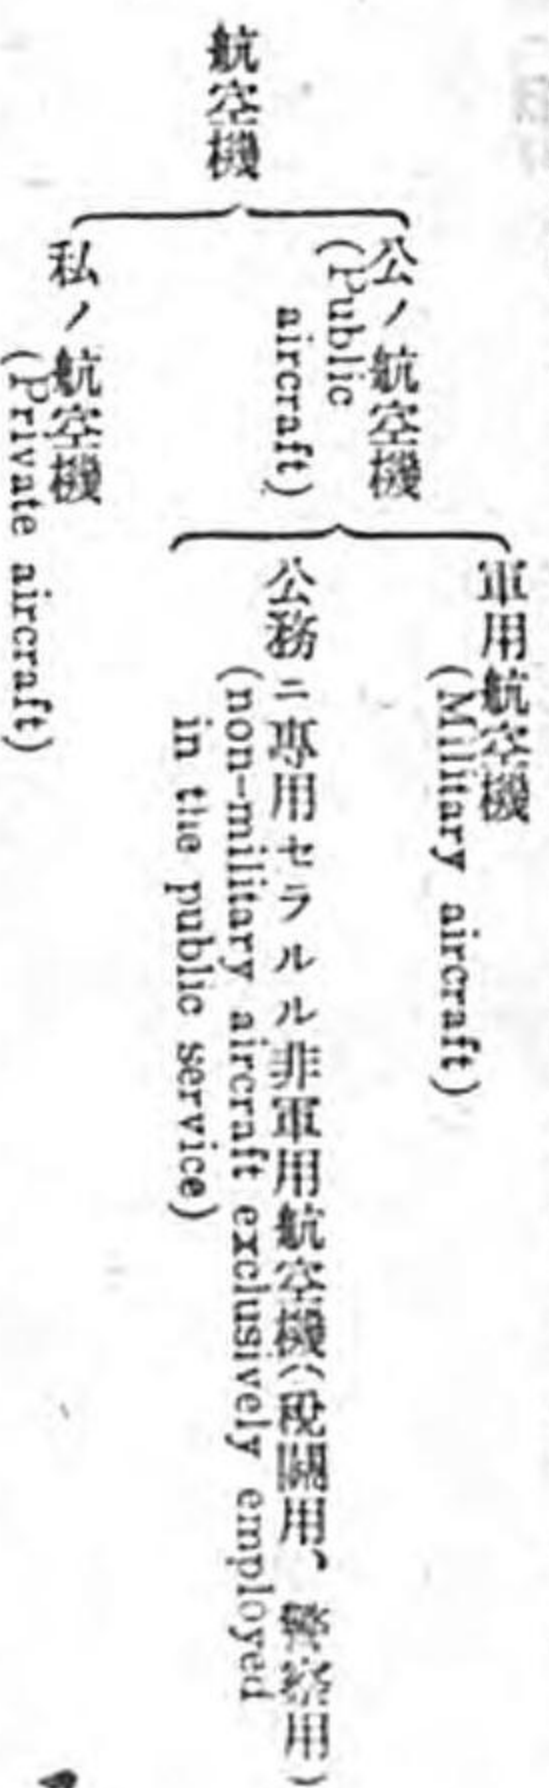 航空機
公ノ航空機
(Public
aircraft)
軍用航空機
(Military aircraft)
公務ニ專用セラルル非軍用航空機(稅關用、警察用)
(non-military aircraft exclusively employed
in the public service)
私ノ航空機
(Private aircraft)